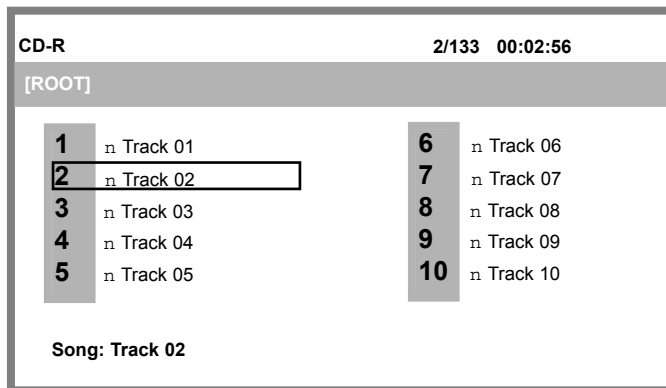 CD-R 2/133 00:02:56
[ROOT]
1 n Track 01
2 n Track 02
3 n Track 03
4 n Track 04
5 n Track 05
6 n Track 06
7 n Track 07
8 n Track 08
9 n Track 09
10 n Track 10
Song: Track 02